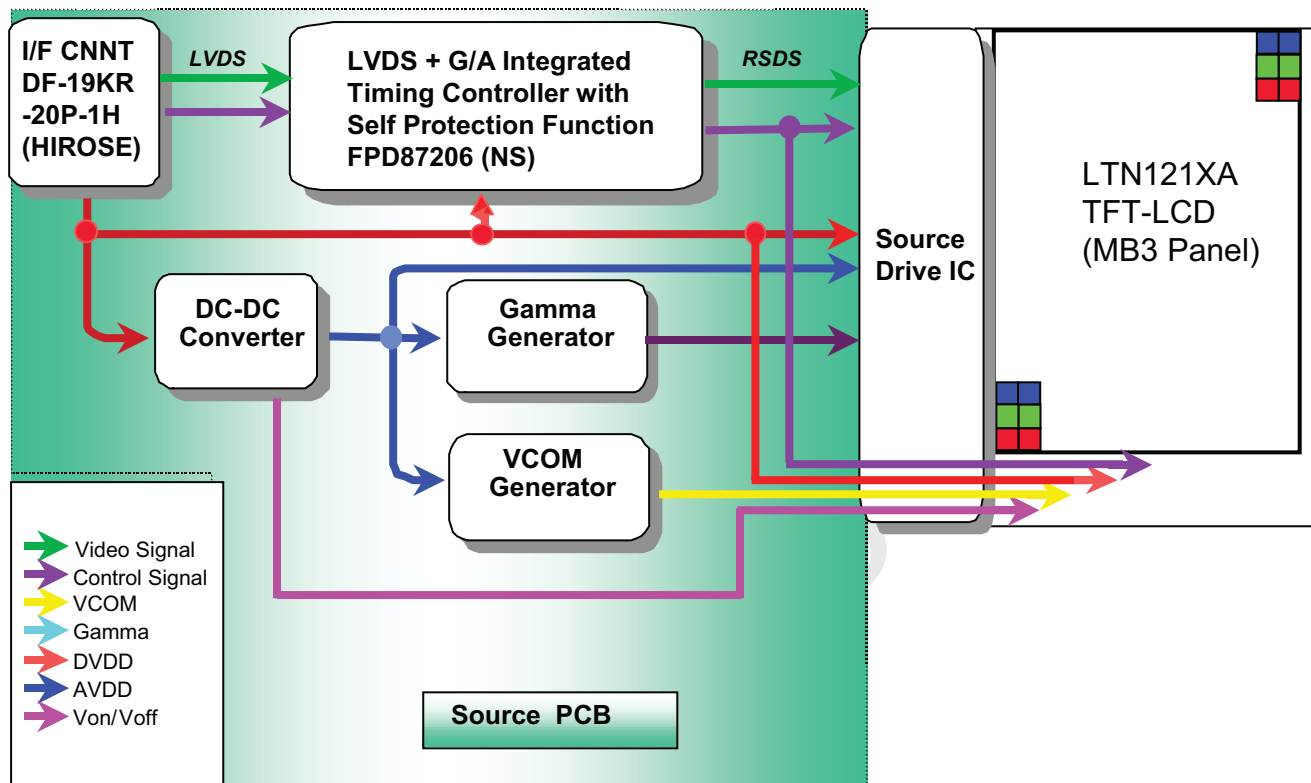 I/F CNNT
DF-19KR
-20P-1H
(HIROSE)
LVDS
LVDS + G/A Integrated
Timing Controller with
Self Protection Function
FPD87206 (NS)
RSDS
Source
Drive IC
LTN121XA
TFT-LCD
(MB3 Panel)
DC-DC
Converter
Gamma
Generator
VCOM
Generator
Video Signal
Control Signal
VCOM
Gamma
DVDD
AVDD
Von/Voff
Source PCB